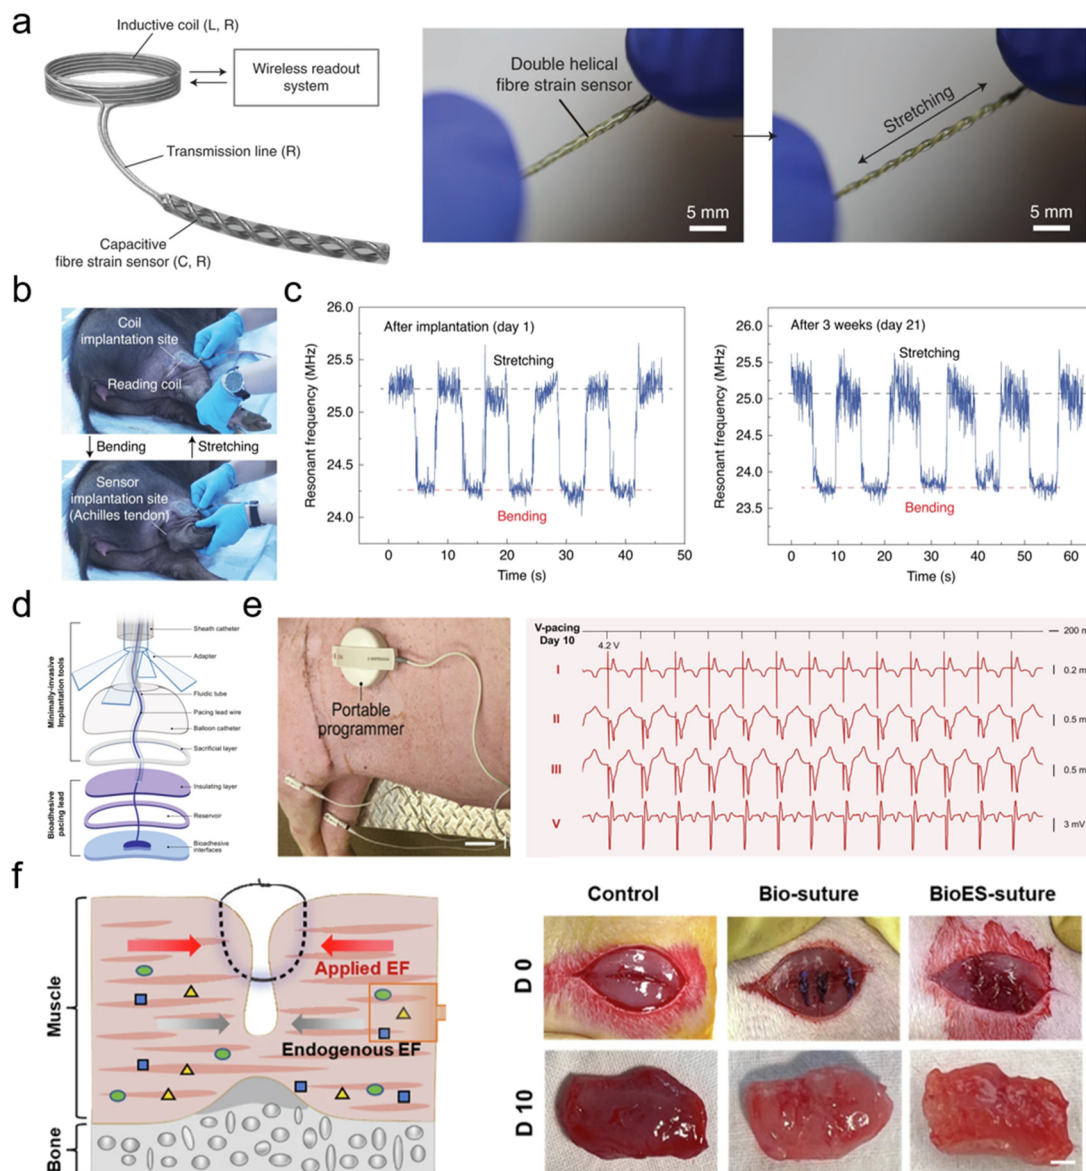 a
Inductive coil (L, R)
Wireless readout
system
Transmission line (R)
Capacitive
fibre strain sensor (C, R)
Double helical
fibre strain sensor
5 mm
Stretching
5 mm
b
Coil
implantation site
Reading coil
Bending
Stretching
Sensor
implantation site
(Achilles tendon)
c
After implantation (day 1)
Stretching
Bending
Resonant frequency (MHz)
26.0
25.5
25.0
24.5
24.0
0 10 20 30 40 50
Time (s)
After 3 weeks (day 21)
Stretching
Bending
Resonant frequency (MHz)
26.0
25.5
25.0
24.5
24.0
23.5
0 10 20 30 40 50 60
Time (s)
d
Minimally-invasive
Implantation tools
Sheath catheter
Adapter
Fluidic tube
Pacing lead wire
Balloon catheter
Sacrificial layer
Bioadhesive
pacing lead
Insulating layer
Reservoir
Bioadhesive
interfaces
e
Portable
programmer
V-pacing
Day 10
4.2 V
200 m
I
0.2 m
II
0.5 m
III
0.5 m
V
3 mV
f
Muscle
Bone
Applied EF
Endogenous EF
Control
Bio-suture
BioES-suture
D 0
D 10